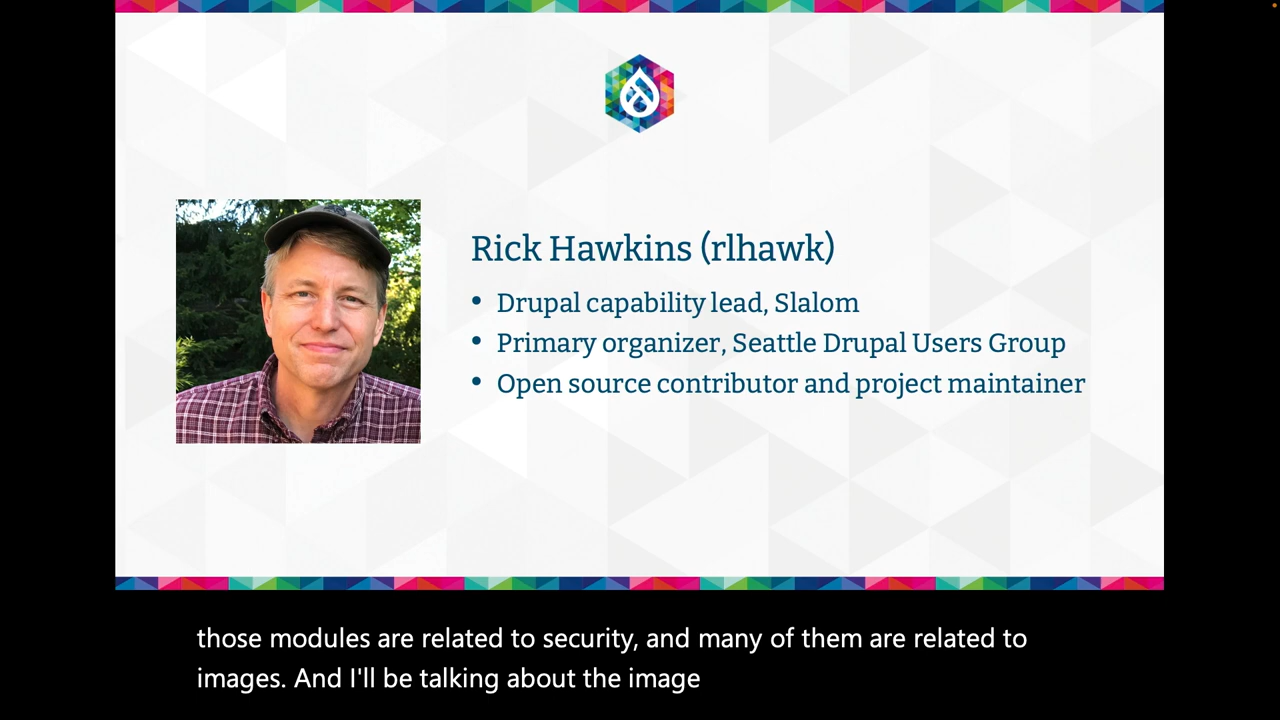 Rick Hawkins (rlhawk)
• Drupal capability lead, Slalom
• Primary organizer, Seattle Drupal Users Group
• Open source contributor and project maintainer
those modules are related to security, and many of them are related to
images. And I'll be talking about the image